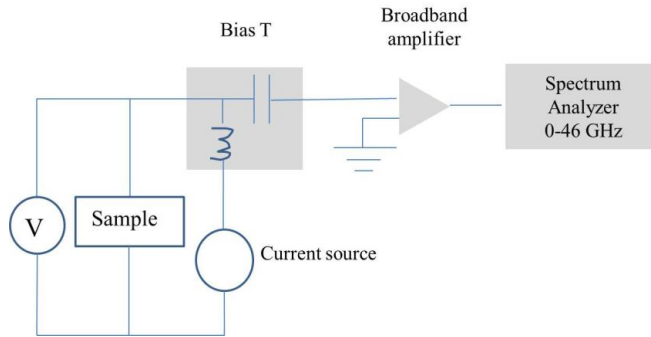 Bias T
Broadband
amplifier
Spectrum
Analyzer
0-46 GHz
V
Sample
Current source